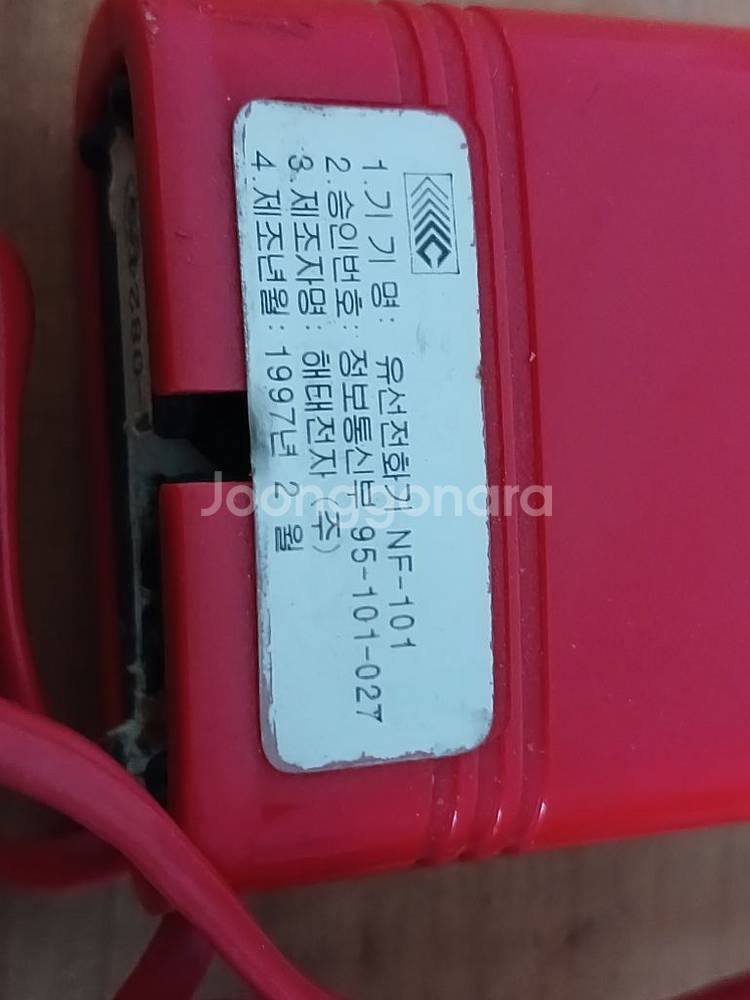 1.기 기 명: 유선전화기 NF-101
2.승인번호: 정보통신부 95-101-027
3.제조자명: 해태전자 (주)
4.제조년월: 1997년 2 월
Joonggonara